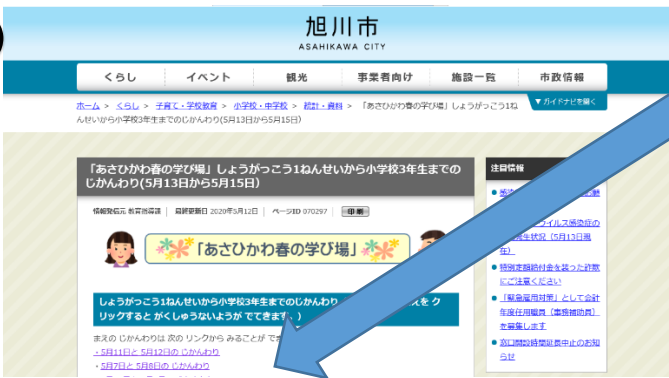 旭川市
ASAHIKAWA CITY
くらし イベント 観光 事業者向け 施設一覧 市政情報
ホーム > くらし > 子育て・学校教育 > 小学校・中学校 > 統計・資料 > 「あさひかわ春の学び場」しょうがっこう1ね
んせいから小学校3年生までのじかんわり(5月13日から5月15日)
▼ガイドナビを開く
「あさひかわ春の学び場」しょうがっこう1ねんせいから小学校3年生までの
じかんわり(5月13日から5月15日)
情報発信元 教育指導課 最終更新日 2020年5月12日 ページID 070297 印刷
「あさひかわ春の学び場」
しょうがっこう1ねんせいから小学校3年生までのじかんわり
えを ク
リックすると がくしゅうないようが でてきます。)
まえの じかんわりは 次の リンクから みることが
・5月11日と 5月12日の じかんわり
・5月7日と 5月8日の じかんわり
注目情報
ウイルス感染症の
発生状況(5月13日現
在)
特別定額給付金を装った詐欺
にご注意ください
「緊急雇用対策」として会計
年度任用職員(事務補助員)
を募集します
窓口開設時間延長中止のお知
らせ